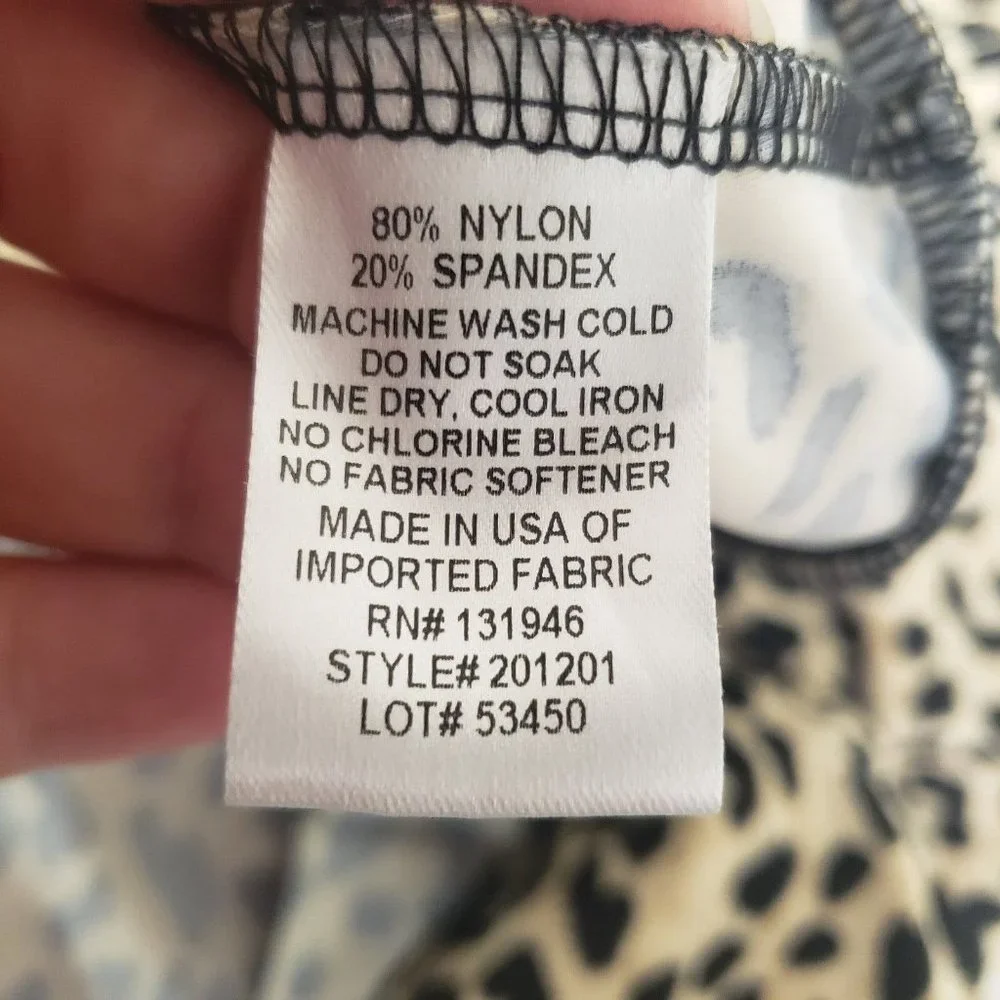 80% NYLON
20% SPANDEX
MACHINE WASH COLD
DO NOT SOAK
LINE DRY, COOL IRON
NO CHLORINE BLEACH
NO FABRIC SOFTENER
MADE IN USA OF
IMPORTED FABRIC
RN# 131946
STYLE# 201201
LOT# 53450